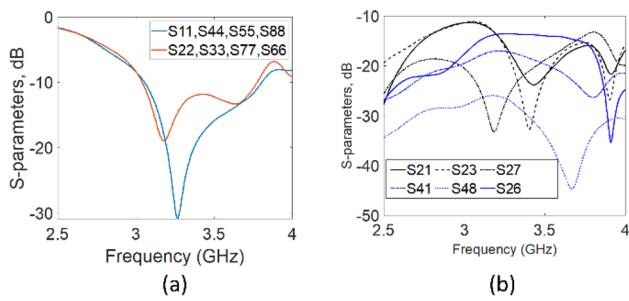 S-parameters, dB
0
-10
-20
-30
S11,S44,S55,S88
S22,S33,S77,S66
2.5 3 3.5 4
Frequency (GHz)
(a)
S-parameters, dB
-10
-20
-30
-40
-50
S21 S23 S27
S41 S48 S26
2.5 3 3.5 4
Frequency (GHz)
(b)